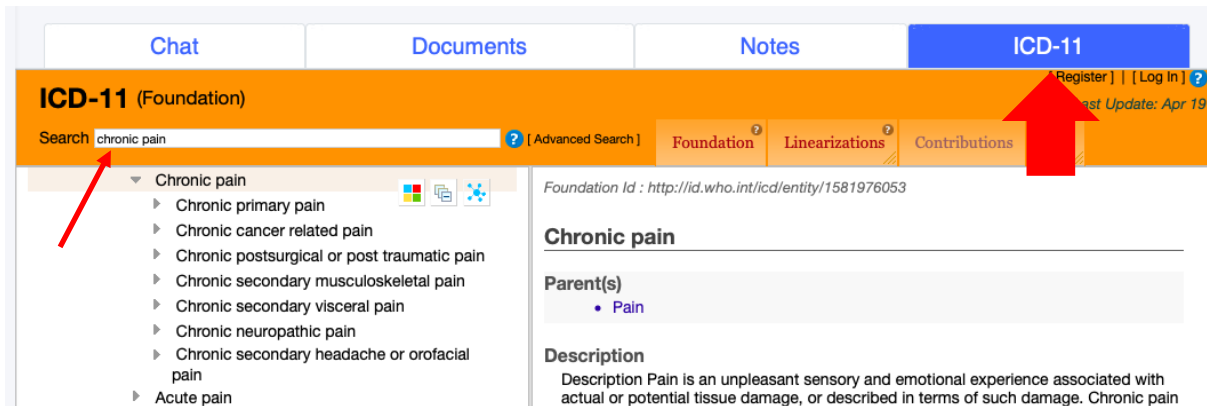 Chat Documents Notes ICD-11
[ Register ] | [ Log In ] ?
ICD-11 (Foundation)
ast Update: Apr 19
Search chronic pain ? [ Advanced Search ] Foundation ? Linearizations ? Contributions
Chronic pain
Chronic primary pain
Chronic cancer related pain
Chronic postsurgical or post traumatic pain
Chronic secondary musculoskeletal pain
Chronic secondary visceral pain
Chronic neuropathic pain
Chronic secondary headache or orofacial
pain
Acute pain
Foundation Id : http://id.who.int/icd/entity/1581976053
Chronic pain
Parent(s)
• Pain
Description
Description Pain is an unpleasant sensory and emotional experience associated with
actual or potential tissue damage, or described in terms of such damage. Chronic pain